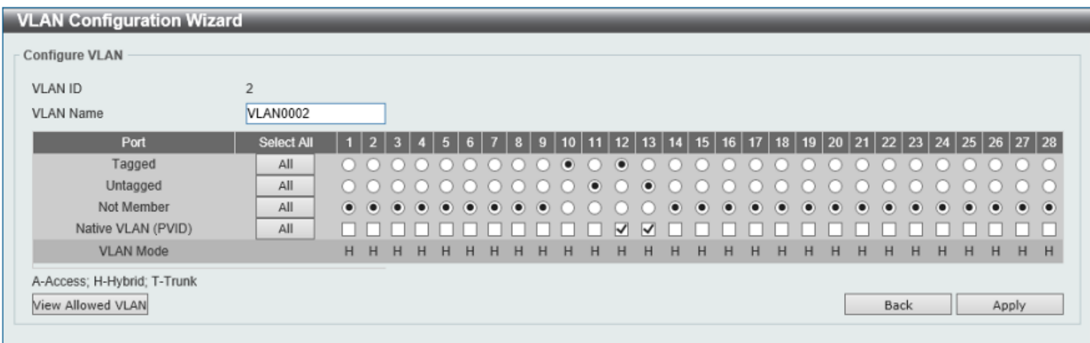 VLAN Configuration Wizard
Configure VLAN
VLAN ID 2
VLAN Name VLAN0002
Port Select All 1 2 3 4 5 6 7 8 9 10 11 12 13 14 15 16 17 18 19 20 21 22 23 24 25 26 27 28
Tagged All
Untagged All
Not Member All
Native VLAN (PVID) All
VLAN Mode H H H H H H H H H H H H H H H H H H H H H H H H H H H H
A-Access; H-Hybrid; T-Trunk
View Allowed VLAN Back Apply